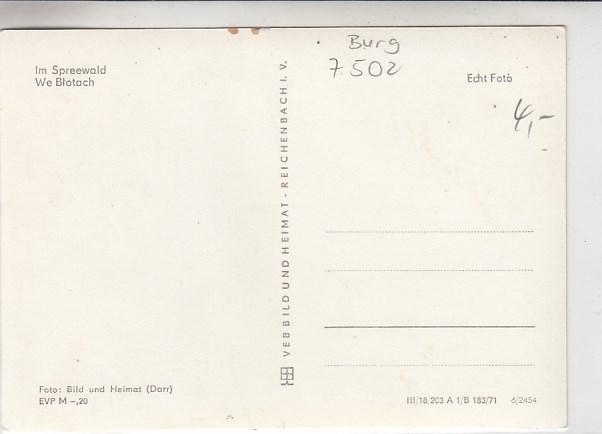 Im Spreewald
We Błotach
Burg
7502
Echt Foto
4,-
VEB BILD UND HEIMAT · REICHENBACH I. V.
Foto: Bild und Heimat (Darr)
EVP M –,20
III/18,203 A 1/B 183/71 6/2454